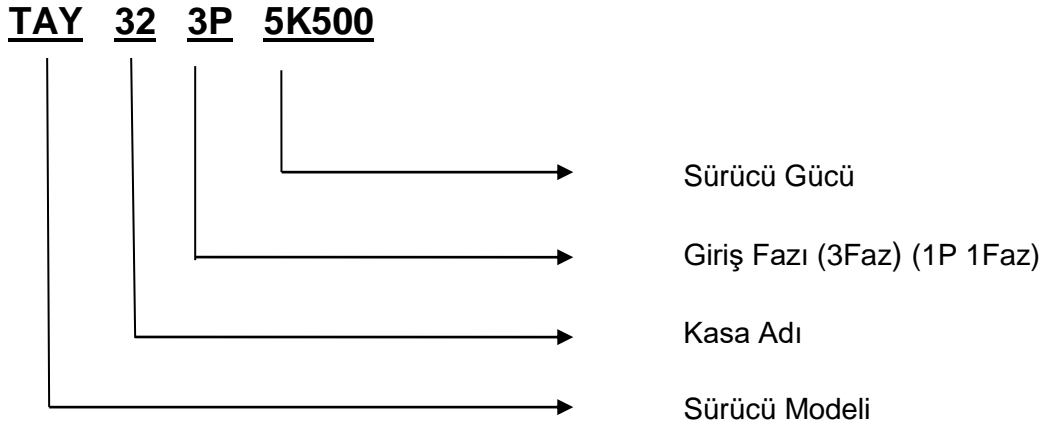 TAY 32 3P 5K500
Sürücü Gücü
Giriş Fazı (3Faz) (1P 1Faz)
Kasa Adı
Sürücü Modeli